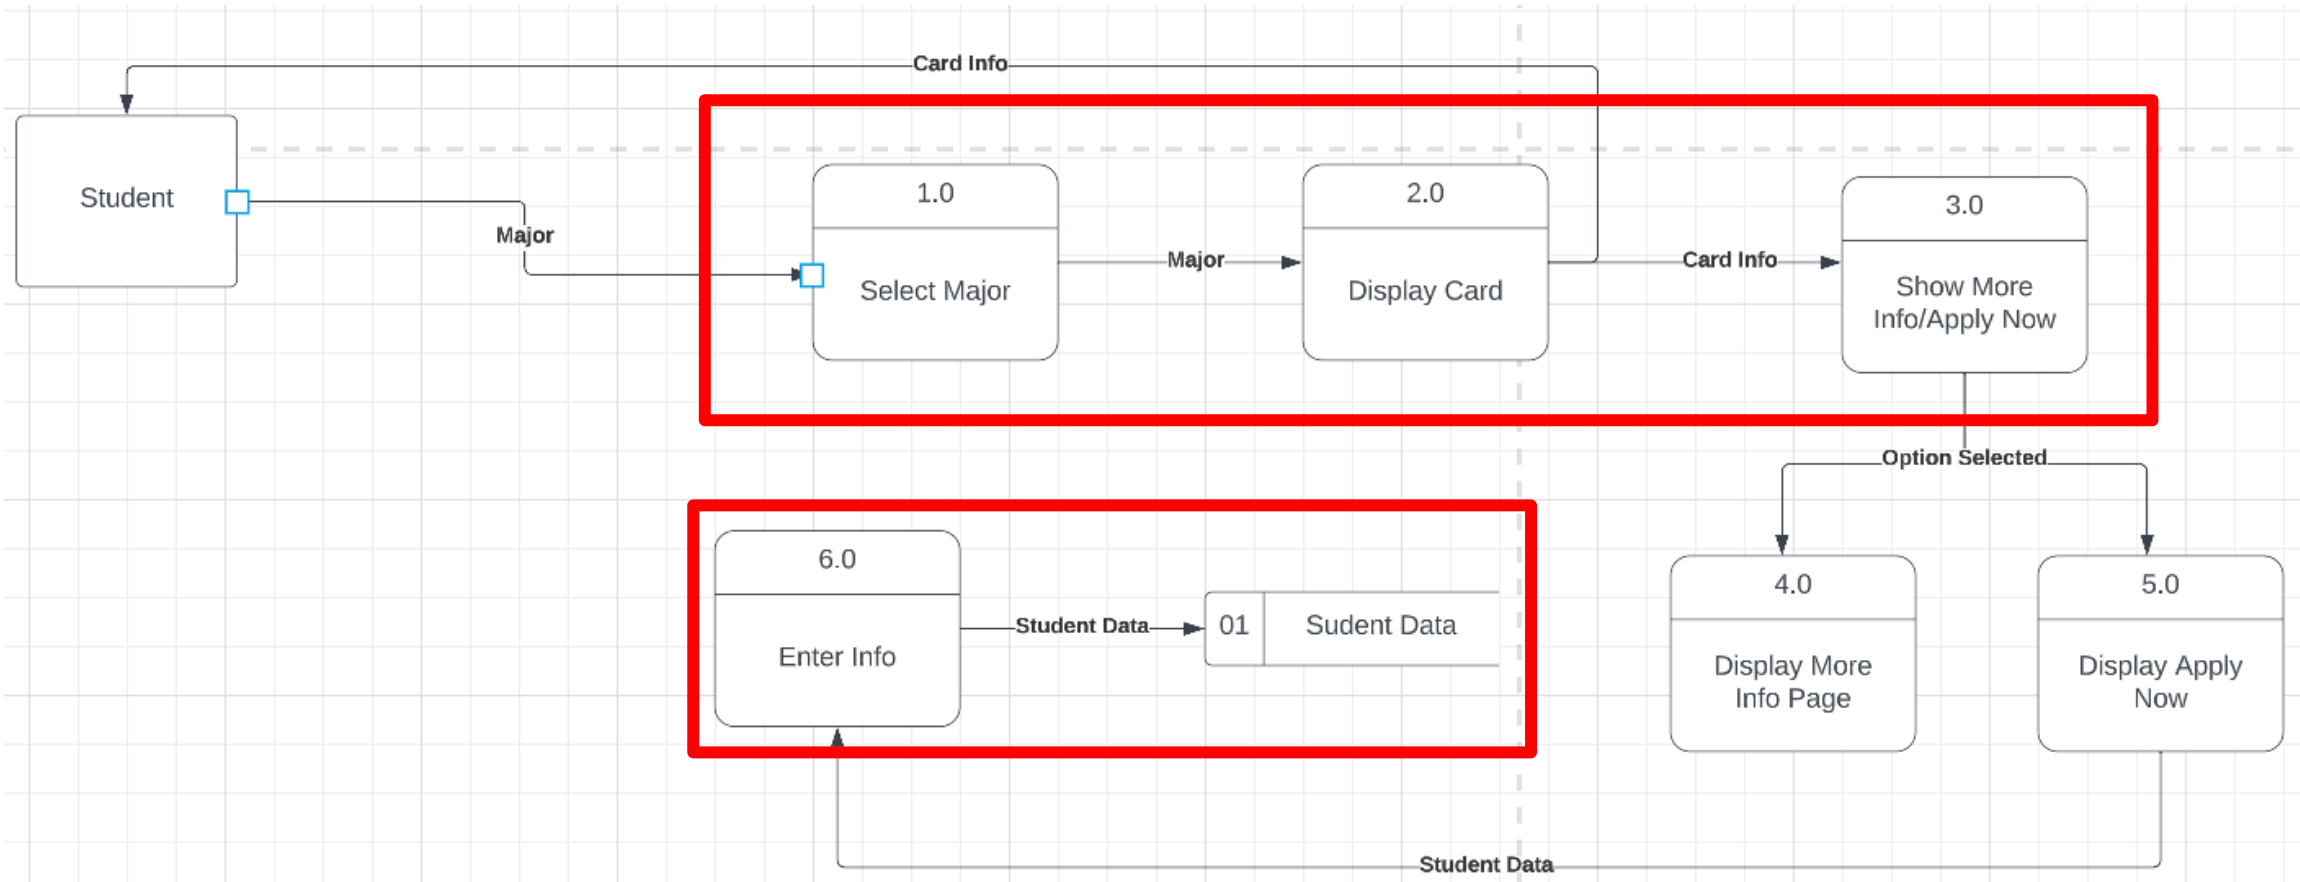 Card Info
Student
Major
1.0
Select Major
Major
2.0
Display Card
Card Info
3.0
Show More
Info/Apply Now
Option Selected
4.0
Display More
Info Page
5.0
Display Apply
Now
6.0
Enter Info
Student Data
01
Sudent Data
Student Data